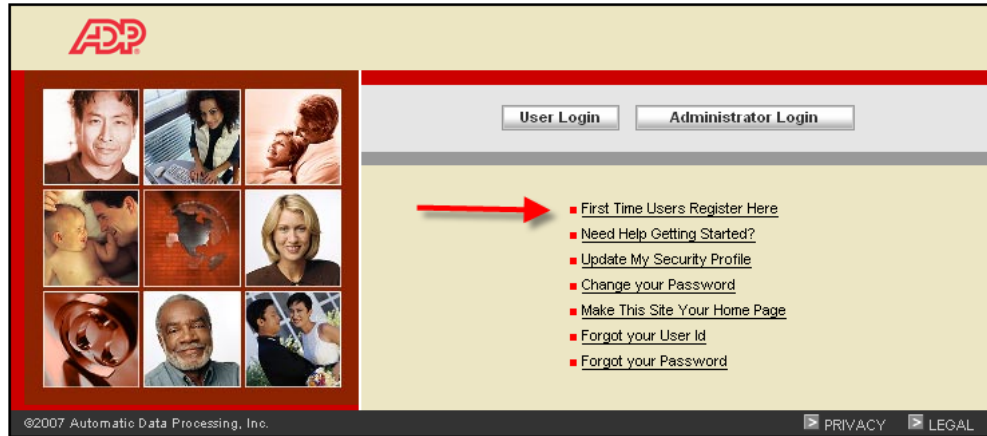 ADP
User Login
Administrator Login
First Time Users Register Here
Need Help Getting Started?
Update My Security Profile
Change your Password
Make This Site Your Home Page
Forgot your User Id
Forgot your Password
©2007 Automatic Data Processing, Inc.
PRIVACY
LEGAL